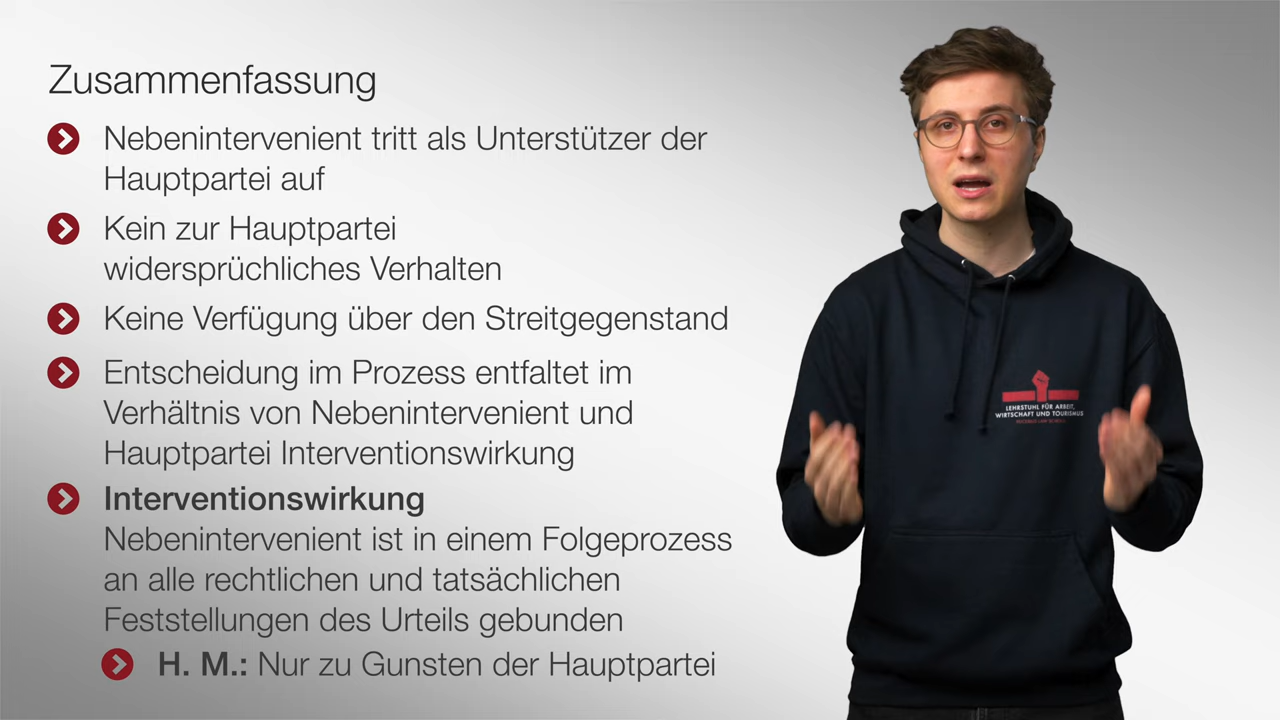 Zusammenfassung
Nebenintervenient tritt als Unterstützer der
Hauptpartei auf
Kein zur Hauptpartei
widersprüchliches Verhalten
Keine Verfügung über den Streitgegenstand
Entscheidung im Prozess entfaltet im
Verhältnis von Nebenintervenient und
Hauptpartei Interventionswirkung
Interventionswirkung
Nebenintervenient ist in einem Folgeprozess
an alle rechtlichen und tatsächlichen
Feststellungen des Urteils gebunden
H. M.: Nur zu Gunsten der Hauptpartei
LEHRSTUHL FÜR ARBEIT,
WIRTSCHAFT UND TOURISMUS